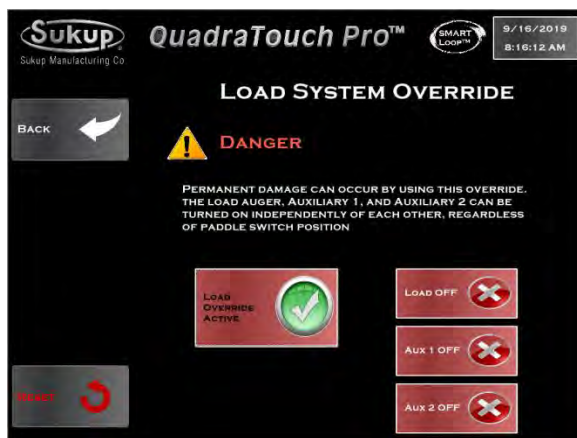 Sukup
Sukup Manufacturing Co
QuadraTouch Pro™
SMART
LOOP™
9/16/2019
8:16:12 AM
LOAD SYSTEM OVERRIDE
BACK
DANGER
PERMANENT DAMAGE CAN OCCUR BY USING THIS OVERRIDE.
THE LOAD AUGER, AUXILIARY 1, AND AUXILIARY 2 CAN BE
TURNED ON INDEPENDENTLY OF EACH OTHER, REGARDLESS
OF PADDLE SWITCH POSITION
LOAD
OVERRIDE
ACTIVE
LOAD OFF
AUX 1 OFF
RESET
AUX 2 OFF